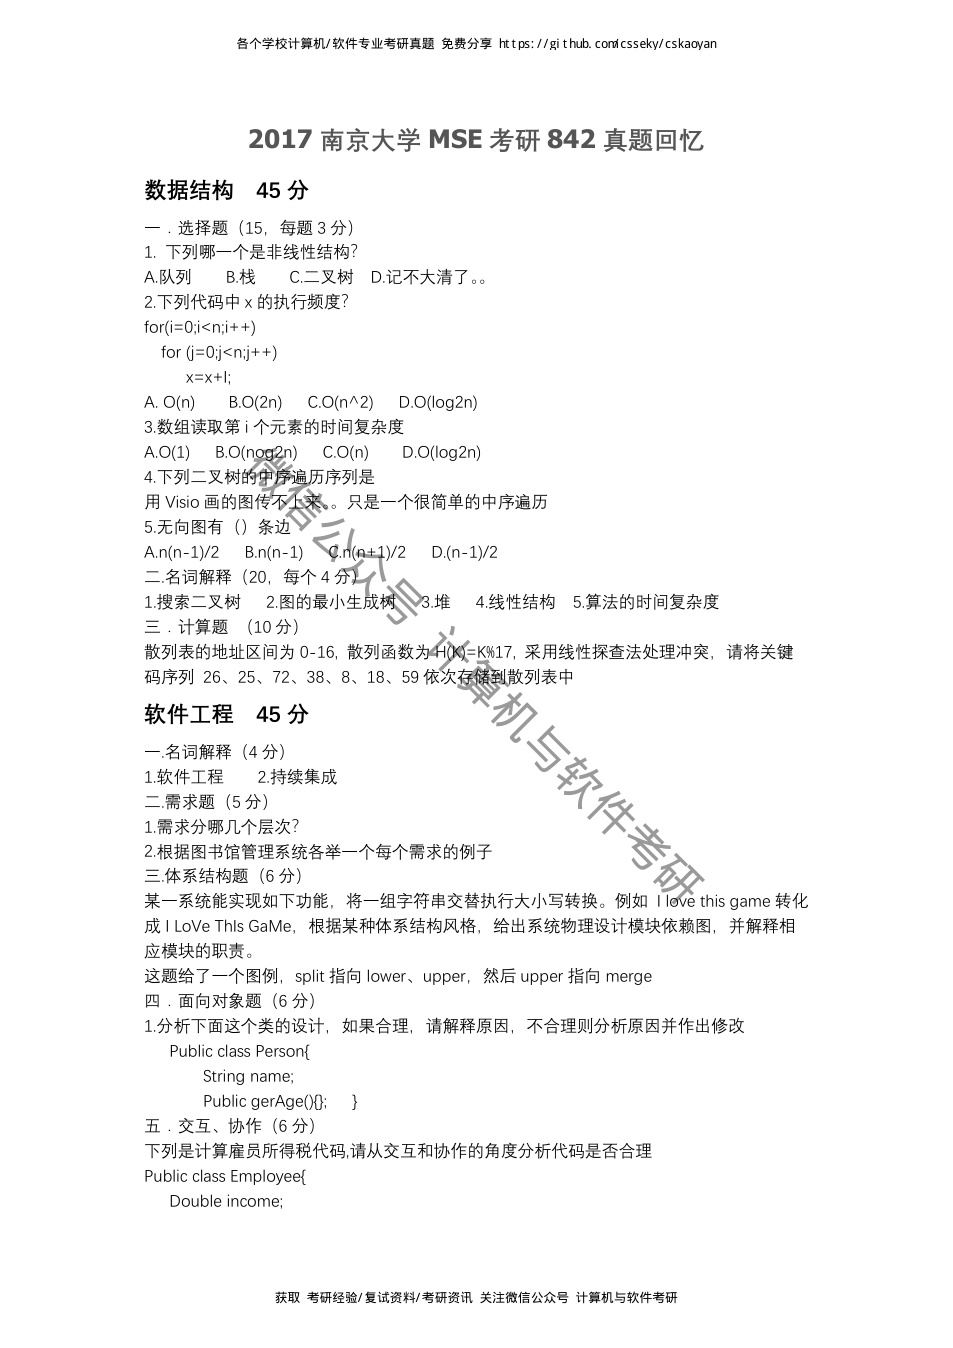 各个学校计算机/软件专业考研真题 免费分享 https://github.com/csseky/cskaoyan
2017 南京大学 MSE 考研 842 真题回忆
数据结构 45 分
一．选择题（15，每题 3 分）
1. 下列哪一个是非线性结构?
A.队列 B.栈 C.二叉树 D.记不大清了。。
2.下列代码中 x 的执行频度?
for(i=0;i<n;i++)
for (j=0;j<n;j++)
x=x+l;
A. O(n) B.O(2n) C.O(n^2) D.O(log2n)
3.数组读取第 i 个元素的时间复杂度
A.O(1) B.O(nog2n) C.O(n) D.O(log2n)
4.下列二叉树的中序遍历序列是
用 Visio 画的图传不上来。。只是一个很简单的中序遍历
5.无向图有（）条边
A.n(n-1)/2 B.n(n-1) C.n(n+1)/2 D.(n-1)/2
二.名词解释（20，每个 4 分）
1.搜索二叉树 2.图的最小生成树 3.堆 4.线性结构 5.算法的时间复杂度
三．计算题 （10 分）
散列表的地址区间为 0-16, 散列函数为 H(K)=K%17, 采用线性探查法处理冲突，请将关键
码序列 26、25、72、38、8、18、59 依次存储到散列表中
软件工程 45 分
一.名词解释（4 分）
1.软件工程 2.持续集成
二.需求题（5 分）
1.需求分哪几个层次?
2.根据图书馆管理系统各举一个每个需求的例子
三.体系结构题（6 分）
某一系统能实现如下功能，将一组字符串交替执行大小写转换。例如 I love this game 转化
成 I LoVe ThIs GaMe，根据某种体系结构风格，给出系统物理设计模块依赖图，并解释相
应模块的职责。
这题给了一个图例，split 指向 lower、upper，然后 upper 指向 merge
四．面向对象题（6 分）
1.分析下面这个类的设计，如果合理，请解释原因，不合理则分析原因并作出修改
Public class Person{
String name;
Public gerAge(){}; }
五．交互、协作（6 分）
下列是计算雇员所得税代码,请从交互和协作的角度分析代码是否合理
Public class Employee{
Double income;
微信公众号 计算机与软件考研
获取 考研经验/复试资料/考研资讯 关注微信公众号 计算机与软件考研